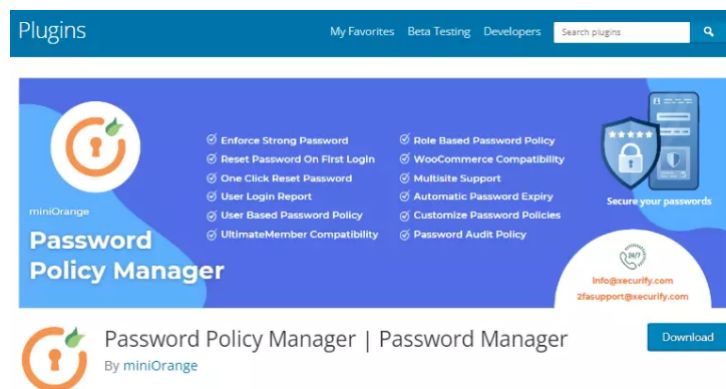 Plugins
My Favorites Beta Testing Developers Search plugins
Enforce Strong Password
Reset Password On First Login
One Click Reset Password
User Login Report
User Based Password Policy
UltimateMember Compatibility
Role Based Password Policy
WooCommerce Compatibility
Multisite Support
Automatic Password Expiry
Customize Password Policies
Password Audit Policy
miniOrange
Password
Policy Manager
Secure your passwords
24/7
info@xecurify.com
2fasupport@xecurify.com
Password Policy Manager | Password Manager
By miniOrange
Download